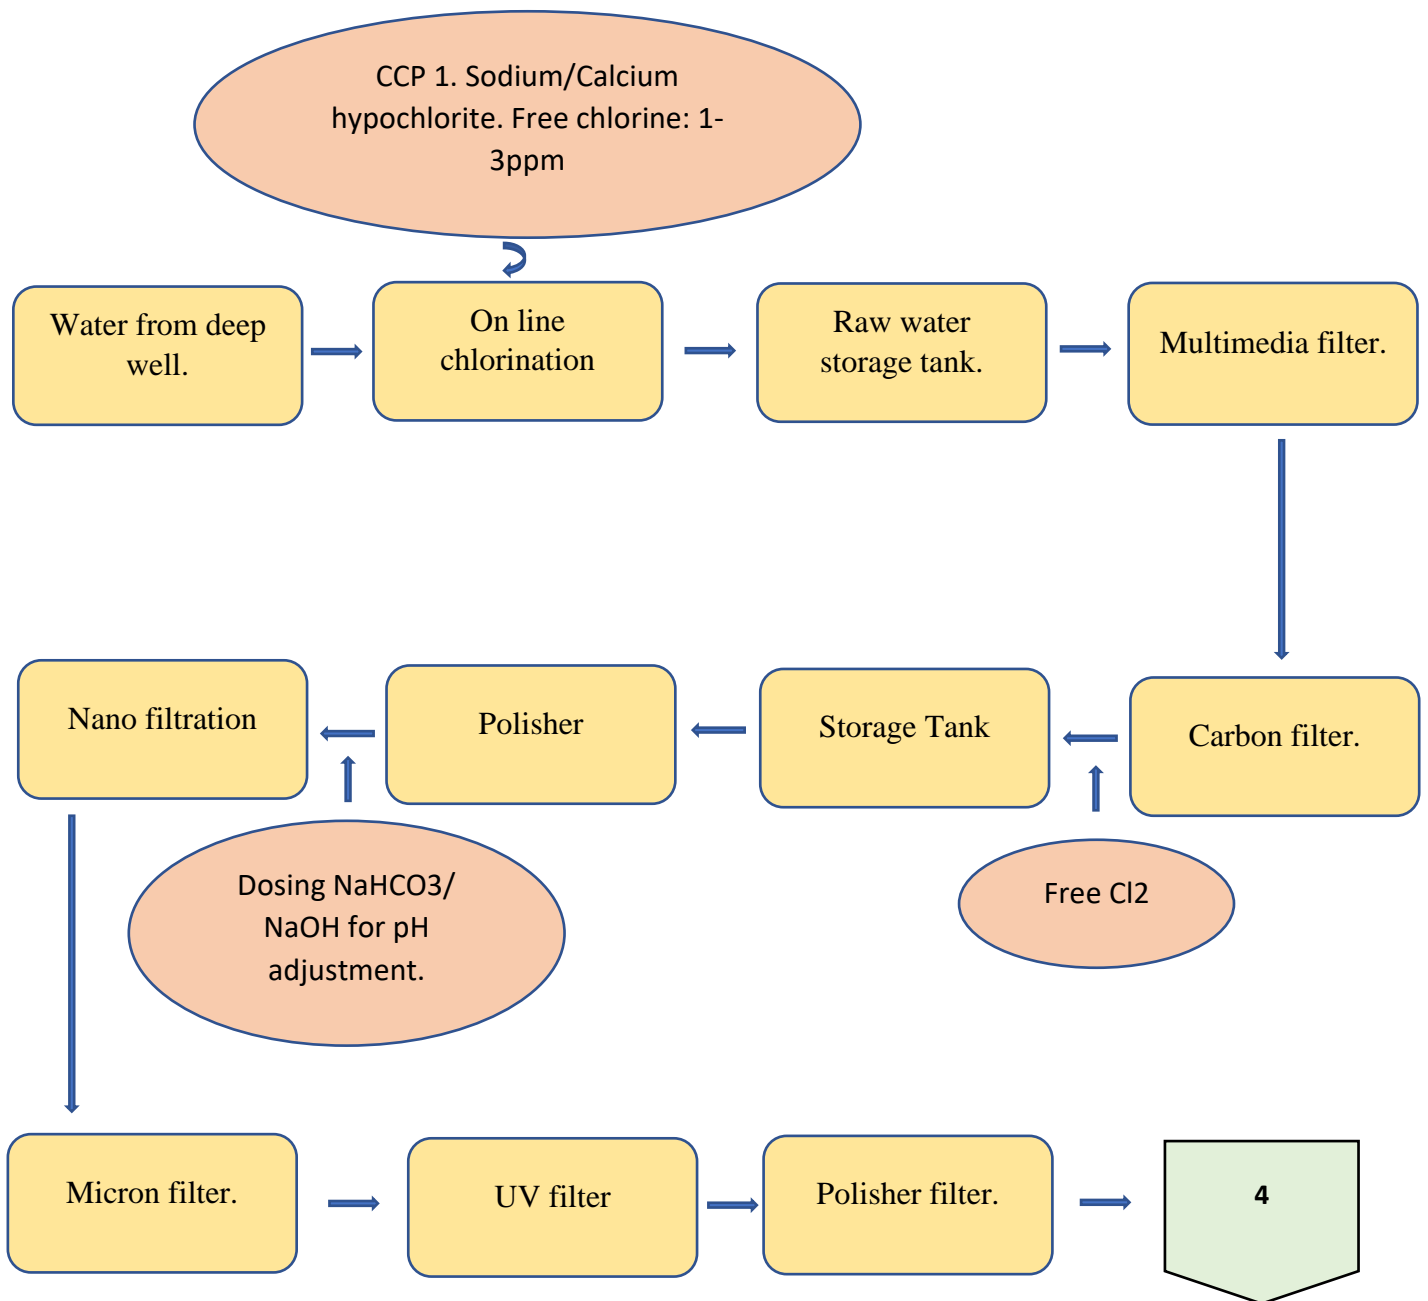 CCP 1. Sodium/Calcium
hypochlorite. Free chlorine: 1-
3ppm
Water from deep
well.
On line
chlorination
Raw water
storage tank.
Multimedia filter.
Nano filtration
Polisher
Storage Tank
Carbon filter.
Dosing NaHCO3/
NaOH for pH
adjustment.
Free Cl2
Micron filter.
UV filter
Polisher filter.
4